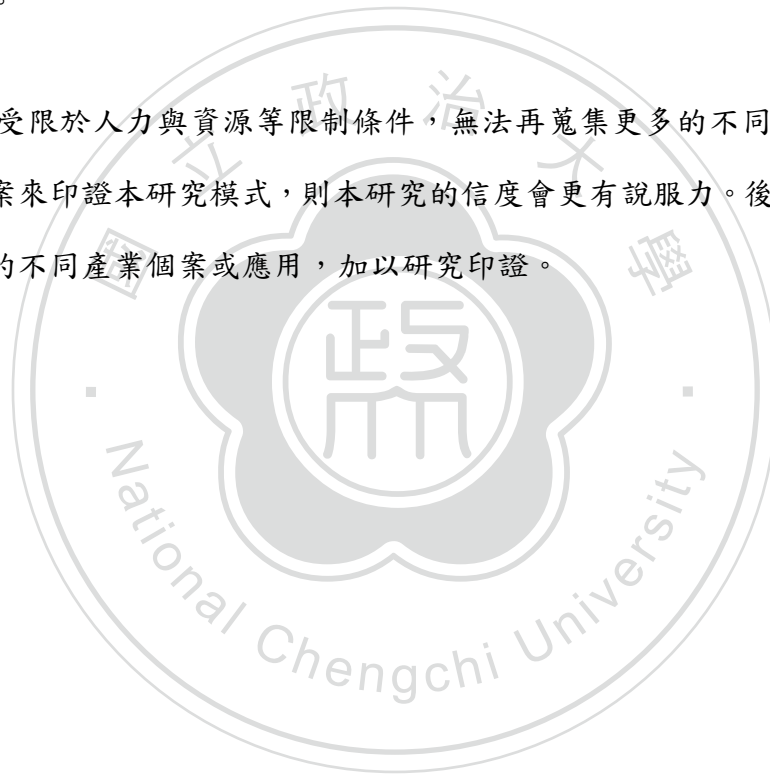 。
受限於人力與資源等限制條件，無法再蒐集更多的不同
案來印證本研究模式，則本研究的信度會更有說服力。後
的不同產業個案或應用，加以研究印證。
國立政治大學
政
National Chengchi University